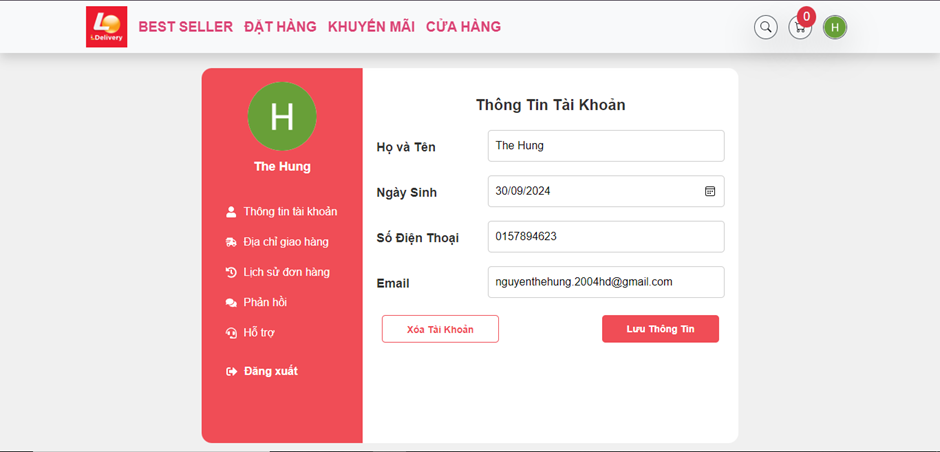 L
L.Delivery
BEST SELLER ĐẶT HÀNG KHUYẾN MÃI CỬA HÀNG
0
H
H
The Hung
Thông tin tài khoản
Địa chỉ giao hàng
Lịch sử đơn hàng
Phản hồi
Hỗ trợ
Đăng xuất
Thông Tin Tài Khoản
Họ và Tên The Hung
Ngày Sinh 30/09/2024
Số Điện Thoại 0157894623
Email nguyenthehung.2004hd@gmail.com
Xóa Tài Khoản Lưu Thông Tin